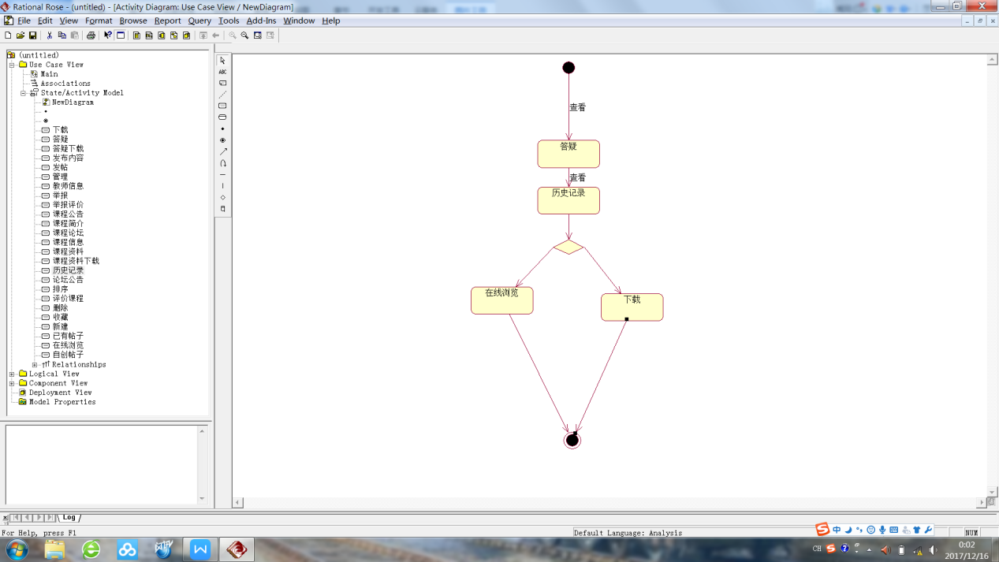 Rational Rose - (untitled) - [Activity Diagram: Use Case View / NewDiagram]
File Edit View Format Browse Report Query Tools Add-Ins Window Help
(untitled)
Use Case View
Main
Associations
State/Activity Model
NewDiagram
下载
答疑
答疑下载
发布内容
发帖
管理
教师信息
举报
举报评价
课程公告
课程简介
课程论坛
课程信息
课程资料
课程资料下载
历史记录
论坛公告
排序
评价课程
删除
收藏
新建
已有帖子
在线浏览
自创帖子
Relationships
Logical View
Component View
Deployment View
Model Properties
ABC
查看
答疑
查看
历史记录
在线浏览
下载
Log
For Help, press F1
Default Language: Analysis
NUM
中
CH
0:02
2017/12/16